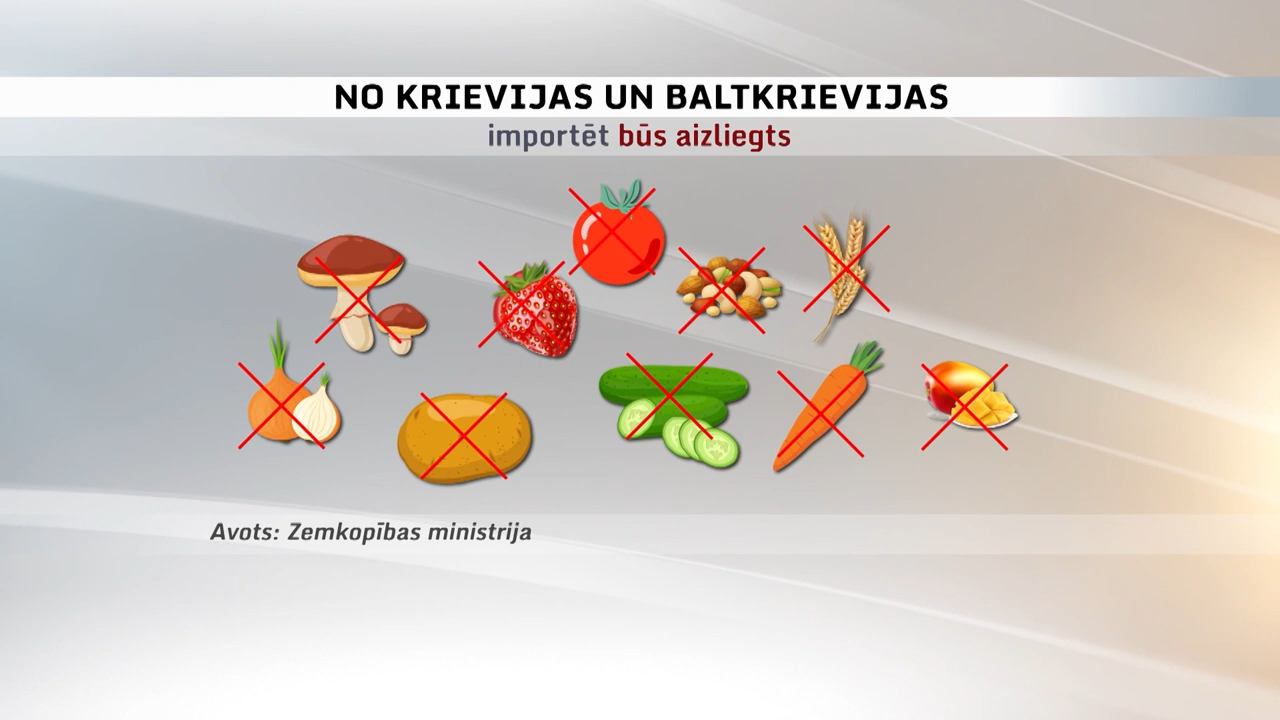 NO KRIEVIJAS UN BALTKRIEVIJAS
importēt būs aizliegts
Avots: Zemkopības ministrija